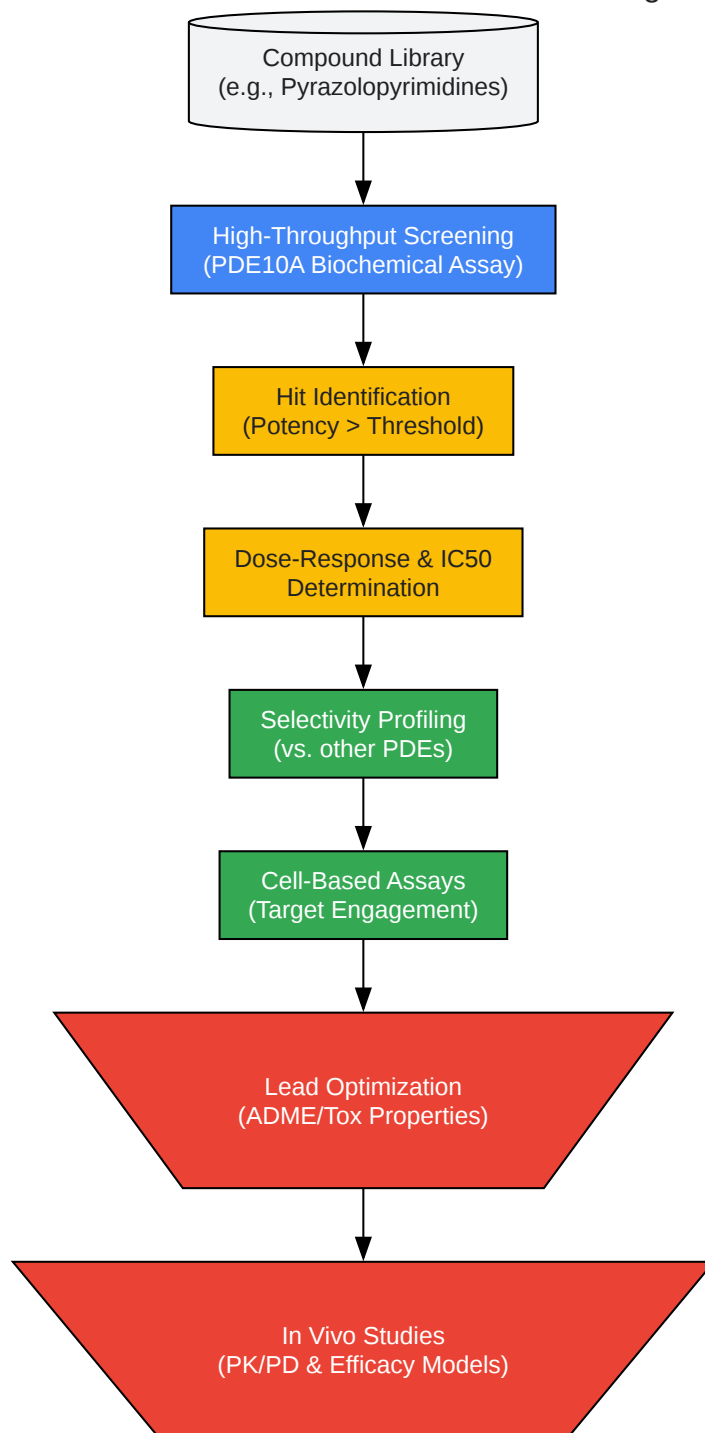 Compound Library
(e.g., Pyrazolopyrimidines)
High-Throughput Screening
(PDE10A Biochemical Assay)
Hit Identification
(Potency > Threshold)
Dose-Response & IC50
Determination
Selectivity Profiling
(vs. other PDEs)
Cell-Based Assays
(Target Engagement)
Lead Optimization
(ADME/Tox Properties)
In Vivo Studies
(PK/PD & Efficacy Models)